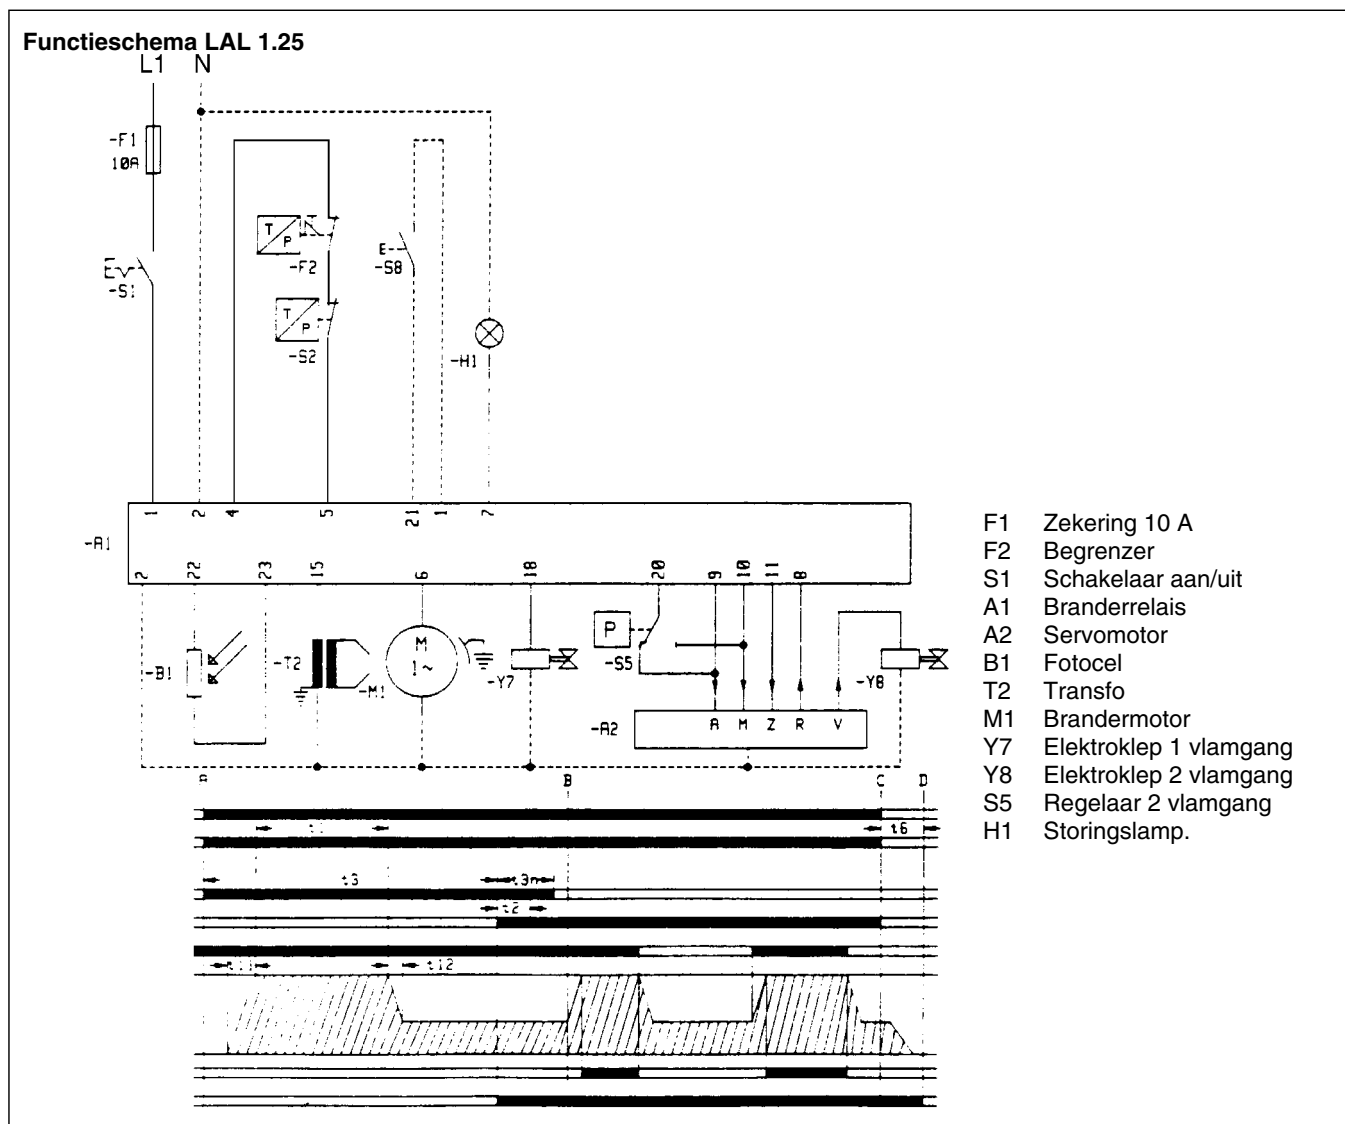 Functieschema LAL 1.25
L1 N
-F1
10A
T P
-F2
E -S8
E
-S1
T P
-S2
-H1
1 2 4 5 21 1 7
-A1
2 22 23 15 6 18 20 9 10 11 8
P
M
1~
-B1
-T2
-M1
-Y7
-S5
-Y8
-A2
A M Z R V
A B C D
t6
t3 t3n
t2
t11 t12
F1 Zekering 10 A
F2 Begrenzer
S1 Schakelaar aan/uit
A1 Branderrelais
A2 Servomotor
B1 Fotocel
T2 Transfo
M1 Brandermotor
Y7 Elektroklep 1 vlamgang
Y8 Elektroklep 2 vlamgang
S5 Regelaar 2 vlamgang
H1 Storingslamp.